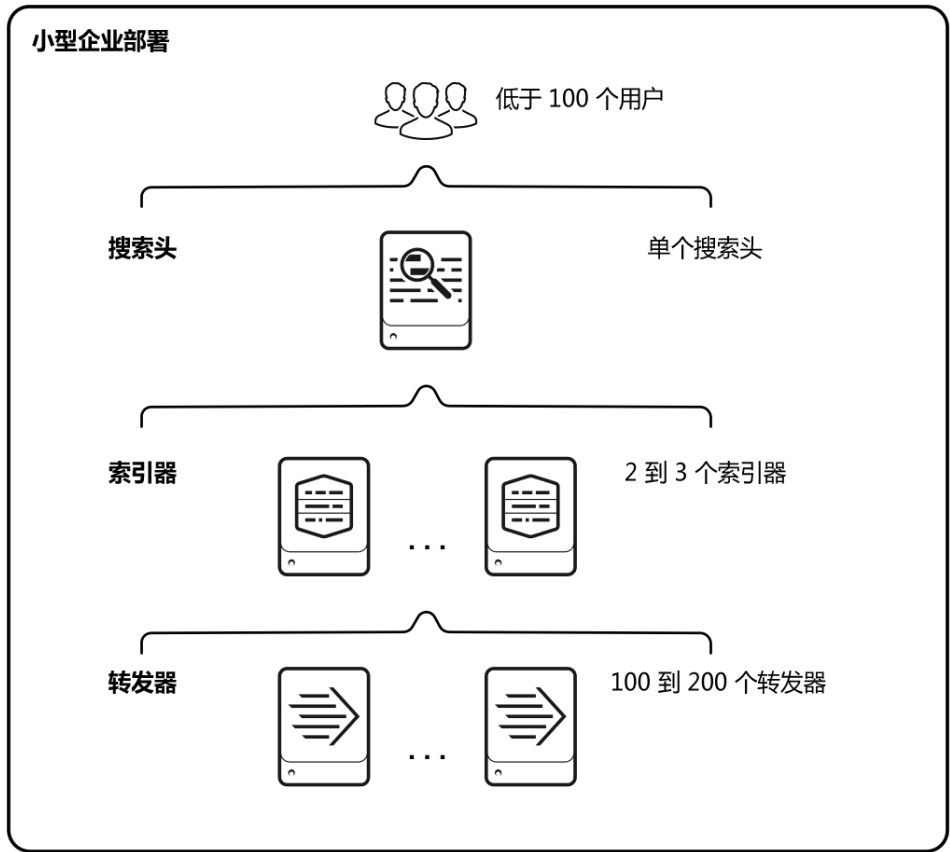 小型企业部署
低于 100 个用户
搜索头
单个搜索头
索引器
2 到 3 个索引器
...
...
转发器
100 到 200 个转发器
...
...